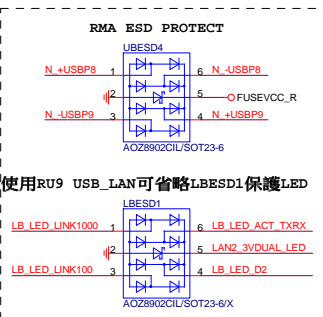 RMA ESD PROTECT
UBESD4
N_+USBP8 1 6 N_-USBP8
2 5 FUSEVCC_R
N_-USBP9 3 4 N_+USBP9
AOZ8902CIL/SOT23-6
使用RU9 USB_LAN可省略LBESD1保護LED
LBESD1
LB_LED_LINK1000 1 6 LB_LED_ACT_TXRX
2 5 LAN2_3VDUAL_LED
LB_LED_LINK100 3 4 LB_LED_D2
AOZ8902CIL/SOT23-6/X